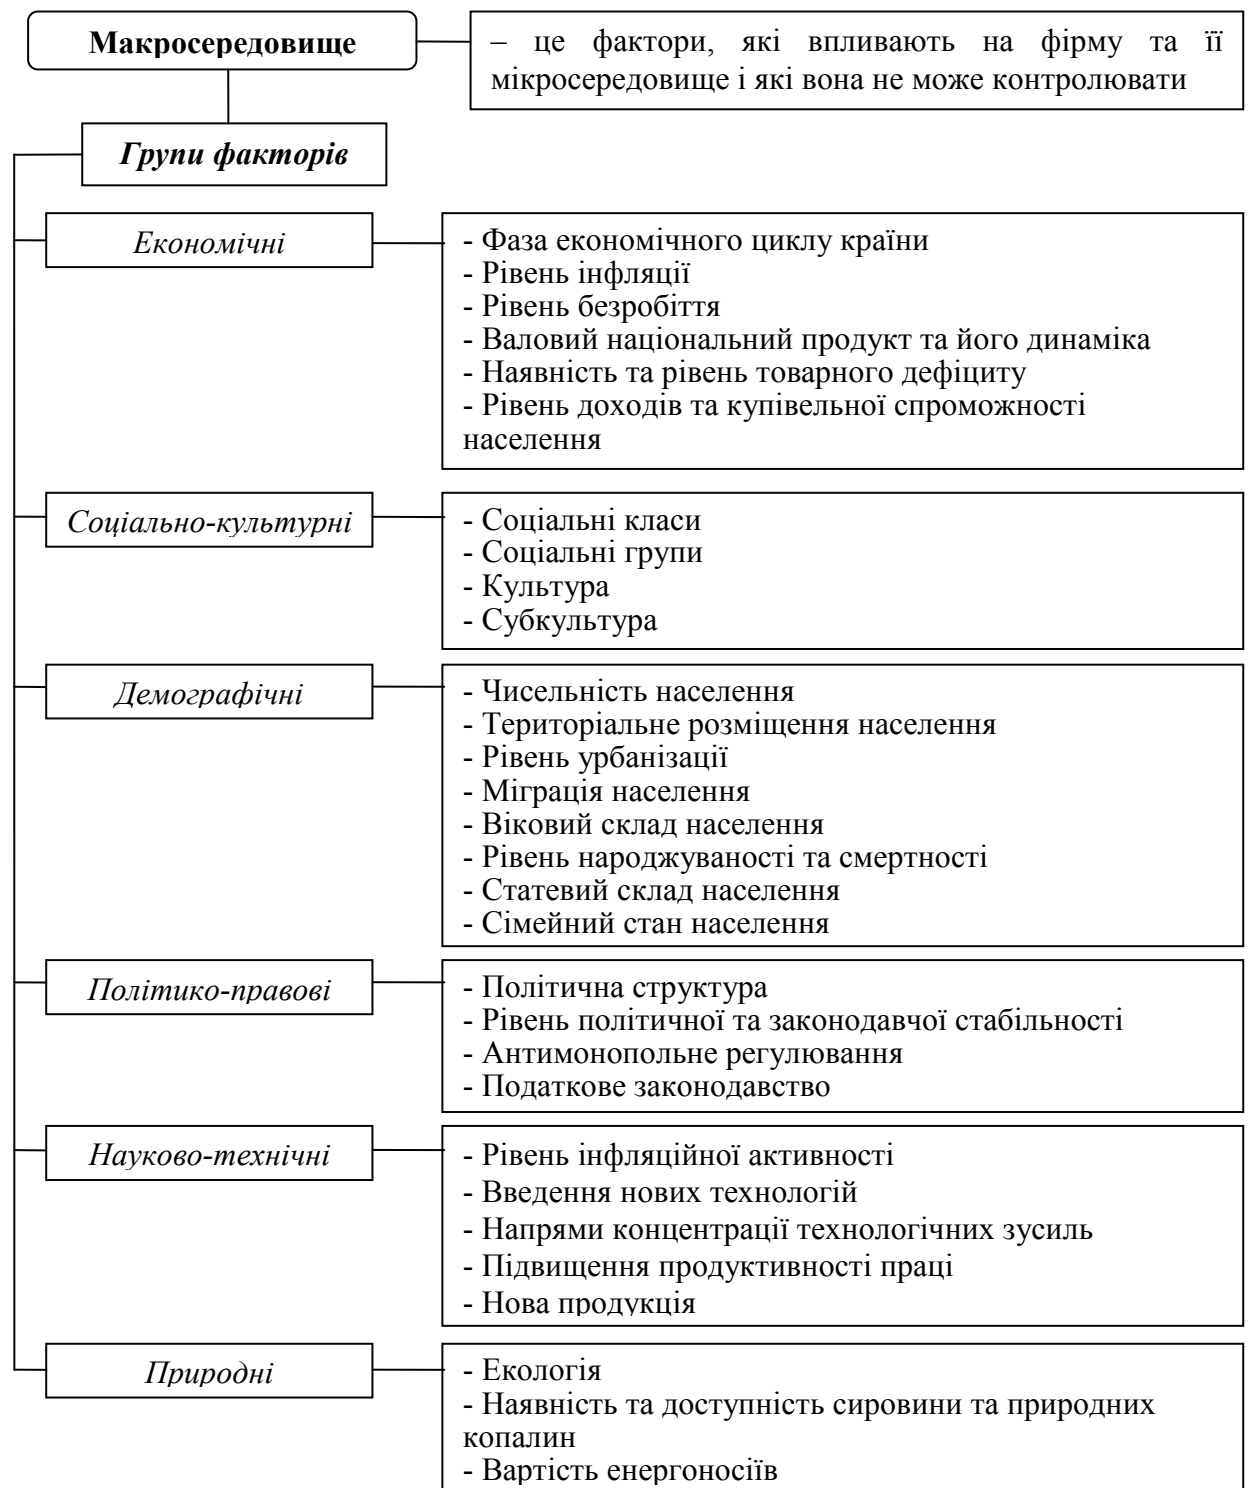 Макросередовище
– це фактори, які впливають на фірму та її
мікросередовище і які вона не може контролювати
Групи факторів
Економічні
- Фаза економічного циклу країни
- Рівень інфляції
- Рівень безробіття
- Валовий національний продукт та його динаміка
- Наявність та рівень товарного дефіциту
- Рівень доходів та купівельної спроможності
населення
Соціально-культурні
- Соціальні класи
- Соціальні групи
- Культура
- Субкультура
Демографічні
- Чисельність населення
- Територіальне розміщення населення
- Рівень урбанізації
- Міграція населення
- Віковий склад населення
- Рівень народжуваності та смертності
- Статевий склад населення
- Сімейний стан населення
Політико-правові
- Політична структура
- Рівень політичної та законодавчої стабільності
- Антимонопольне регулювання
- Податкове законодавство
Науково-технічні
- Рівень інфляційної активності
- Введення нових технологій
- Напрями концентрації технологічних зусиль
- Підвищення продуктивності праці
- Нова продукція
Природні
- Екологія
- Наявність та доступність сировини та природних
копалин
- Вартість енергоносіїв